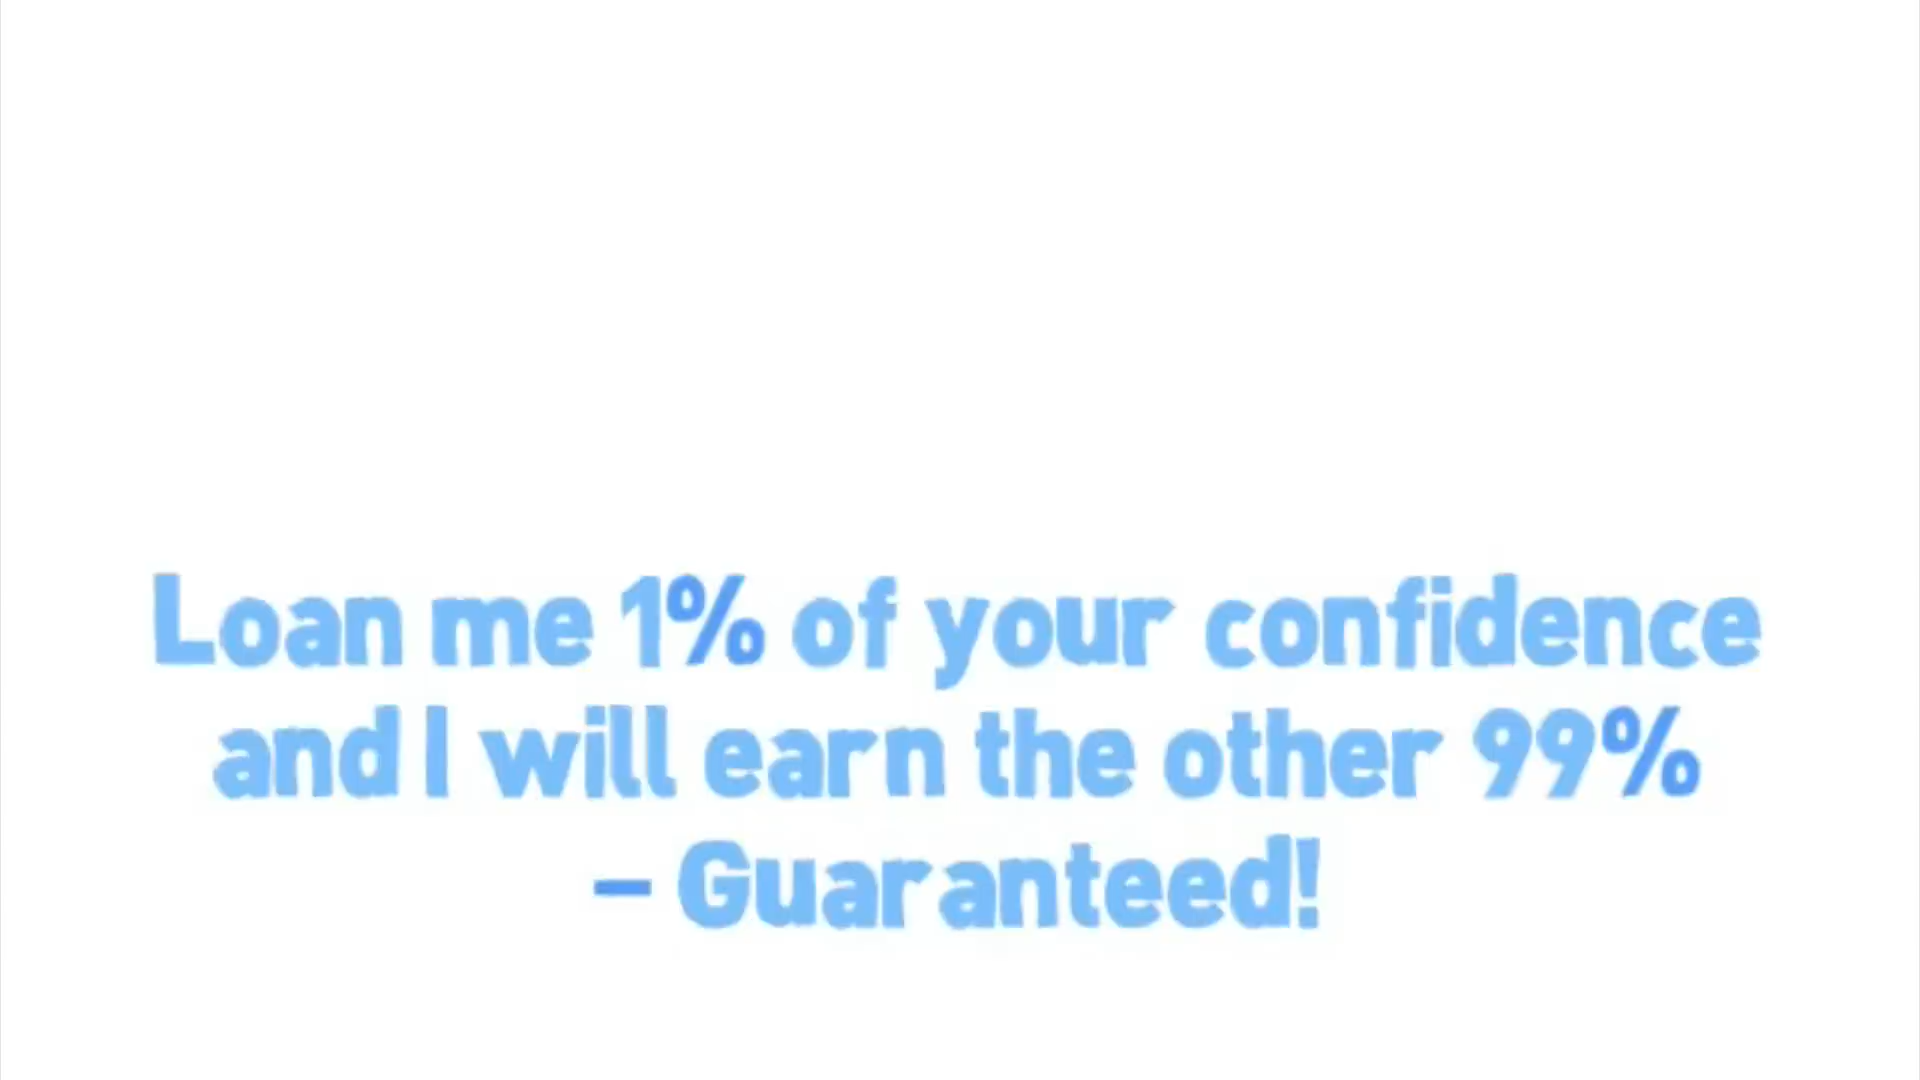 Loan me 1% of your confidence
and I will earn the other 99%
– Guaranteed!